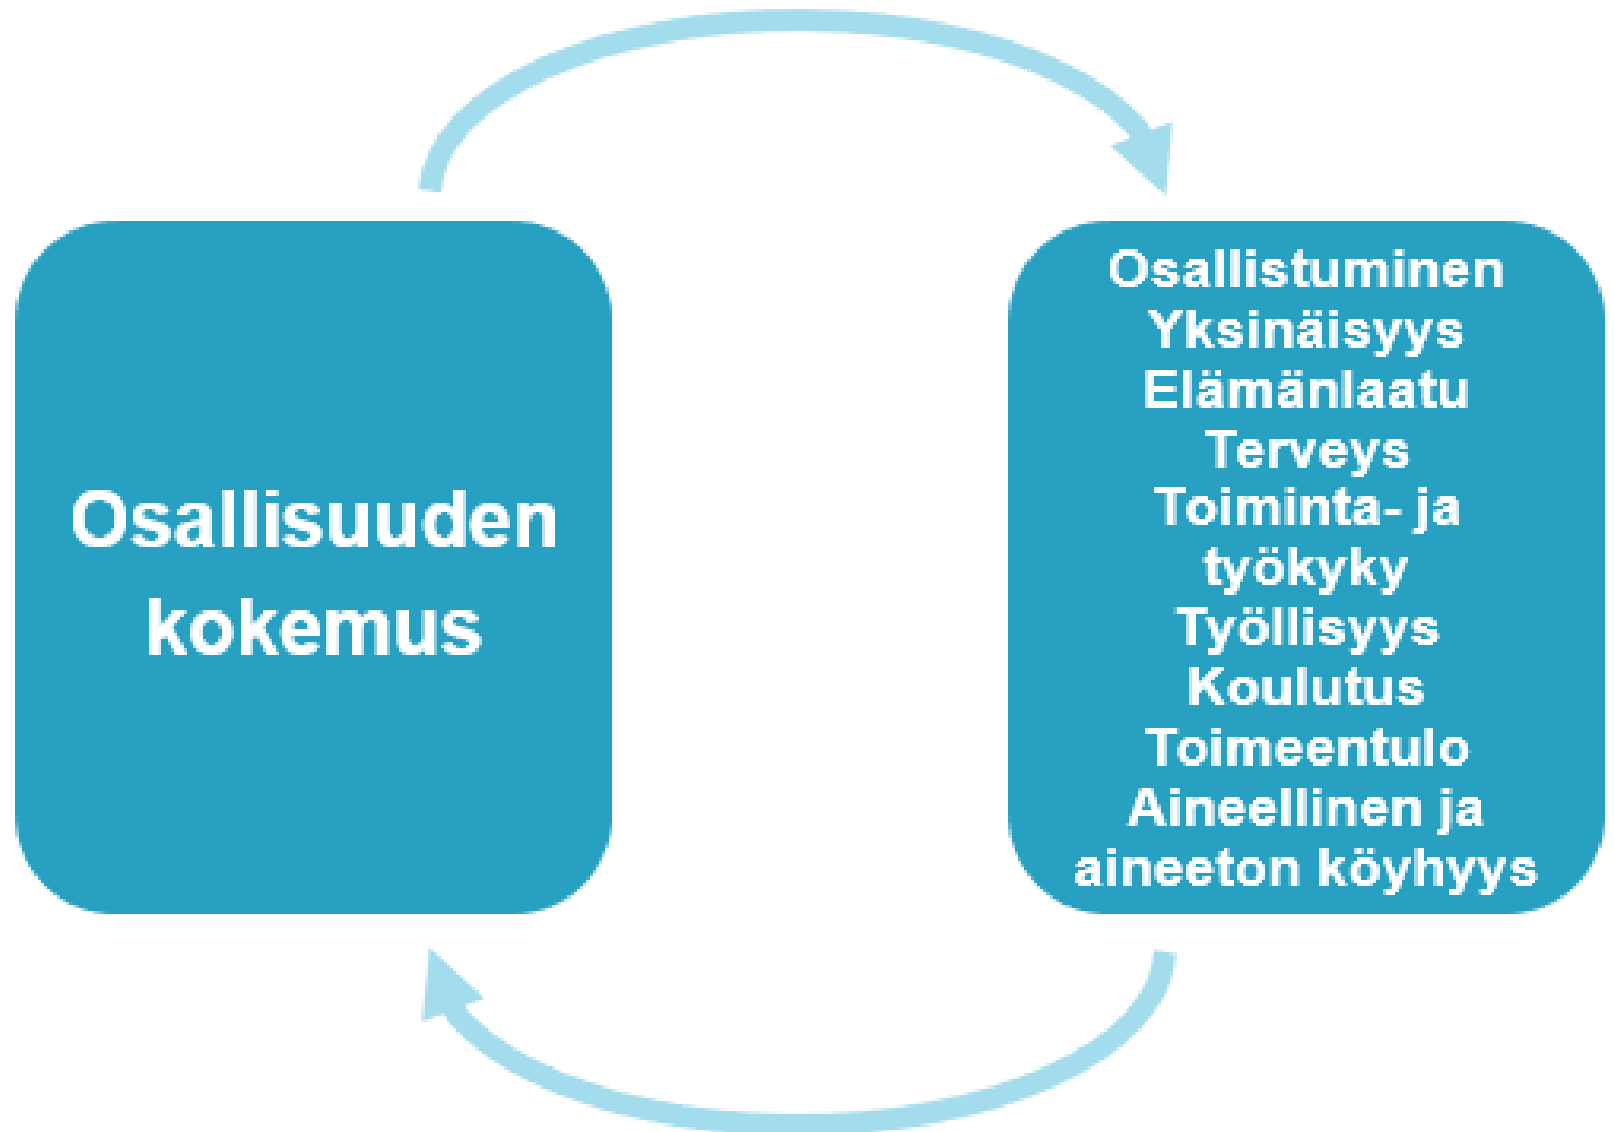 Osallisuuden
kokemus
Osallistuminen
Yksinäisyys
Elämänlaatu
Terveys
Toiminta- ja
työkyky
Työllisyys
Koulutus
Toimeentulo
Aineellinen ja
aineeton köyhyys